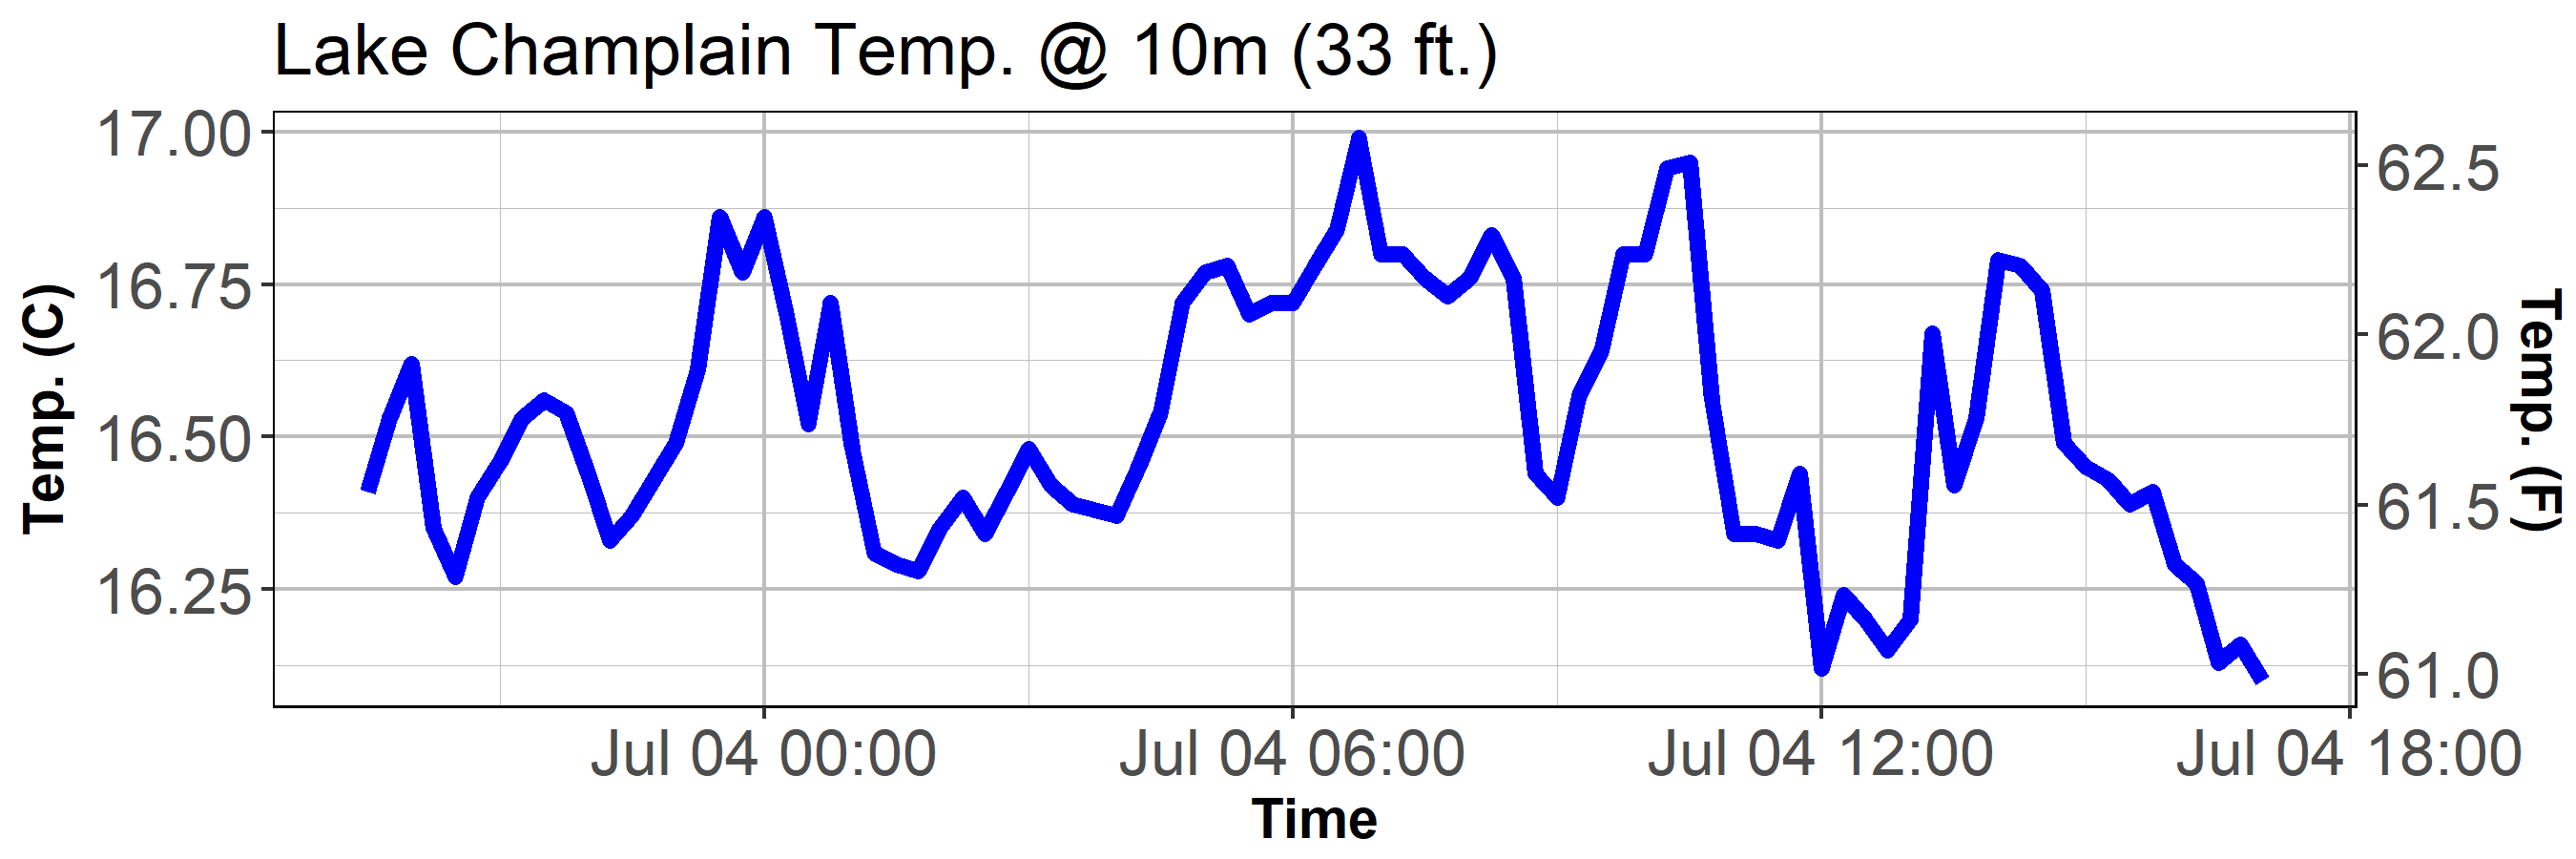 Lake Champlain Temp. @ 10m (33 ft.)
17.00
16.75
16.50
16.25
Temp. (C)
62.5
62.0
61.5
61.0
Temp. (F)
Jul 04 00:00
Jul 04 06:00
Jul 04 12:00
Jul 04 18:00
Time